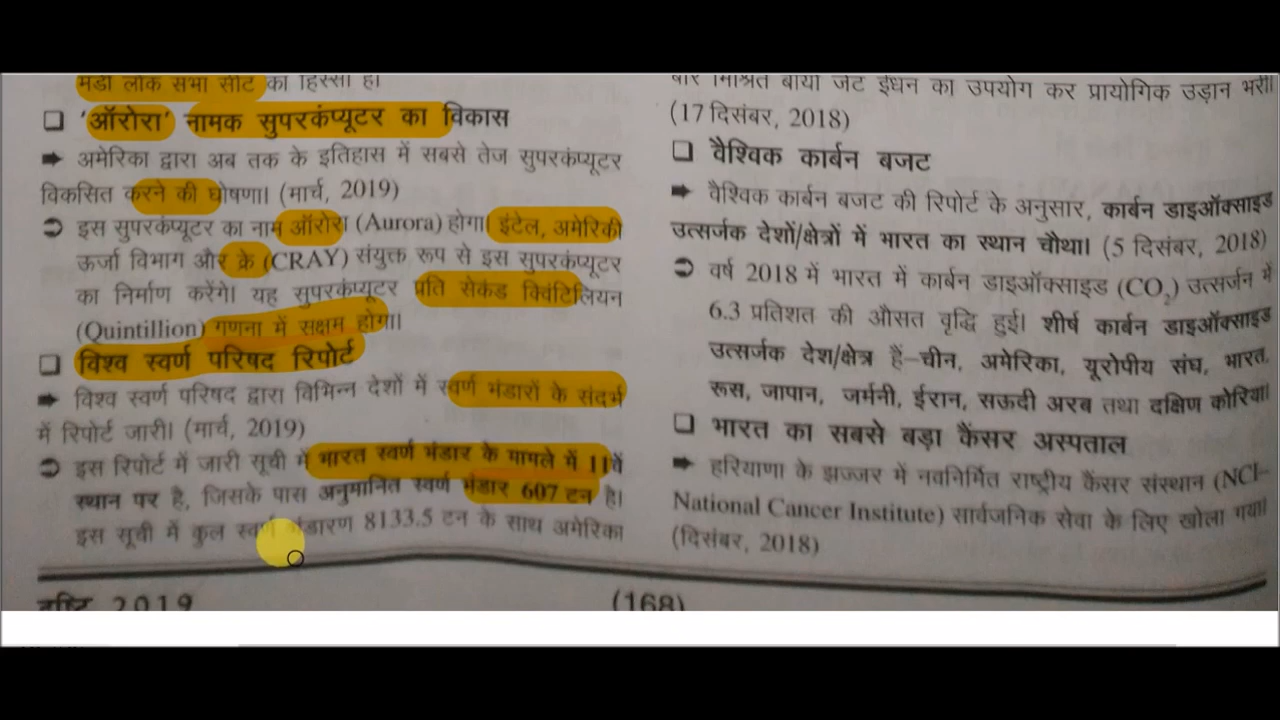 मंडी लोक सभा सीट का हिस्सा है।
❑ ‘ऑरोरा’ नामक सुपरकंप्यूटर का विकास
➡ अमेरिका द्वारा अब तक के इतिहास में सबसे तेज सुपरकंप्यूटर
विकसित करने की घोषणा। (मार्च, 2019)
➲ इस सुपरकंप्यूटर का नाम ऑरोरा (Aurora) होगा। इंटेल, अमेरिकी
ऊर्जा विभाग और क्रे (CRAY) संयुक्त रूप से इस सुपरकंप्यूटर
का निर्माण करेंगे। यह सुपरकंप्यूटर प्रति सेकंड क्विंटिलियन
(Quintillion) गणना में सक्षम होगा।
❑ विश्व स्वर्ण परिषद रिपोर्ट
➡ विश्व स्वर्ण परिषद द्वारा विभिन्न देशों में स्वर्ण भंडारों के संदर्भ
में रिपोर्ट जारी। (मार्च, 2019)
➲ इस रिपोर्ट में जारी सूची में भारत स्वर्ण भंडार के मामले में 11वें
स्थान पर है, जिसके पास अनुमानित स्वर्ण भंडार 607 टन है।
इस सूची में कुल स्वर्ण भंडारण 8133.5 टन के साथ अमेरिका
बार मिश्रित बायो जेट ईंधन का उपयोग कर प्रायोगिक उड़ान भरी।
(17 दिसंबर, 2018)
❑ वैश्विक कार्बन बजट
➡ वैश्विक कार्बन बजट की रिपोर्ट के अनुसार, कार्बन डाइऑक्साइड
उत्सर्जक देशों/क्षेत्रों में भारत का स्थान चौथा। (5 दिसंबर, 2018)
➲ वर्ष 2018 में भारत में कार्बन डाइऑक्साइड (CO₂) उत्सर्जन में
6.3 प्रतिशत की औसत वृद्धि हुई। शीर्ष कार्बन डाइऑक्साइड
उत्सर्जक देश/क्षेत्र हैं–चीन, अमेरिका, यूरोपीय संघ, भारत,
रूस, जापान, जर्मनी, ईरान, सऊदी अरब तथा दक्षिण कोरिया।
❑ भारत का सबसे बड़ा कैंसर अस्पताल
➡ हरियाणा के झज्जर में नवनिर्मित राष्ट्रीय कैंसर संस्थान (NCI–
National Cancer Institute) सार्वजनिक सेवा के लिए खोला गया।
(दिसंबर, 2018)
दृष्टि 2019
(168)